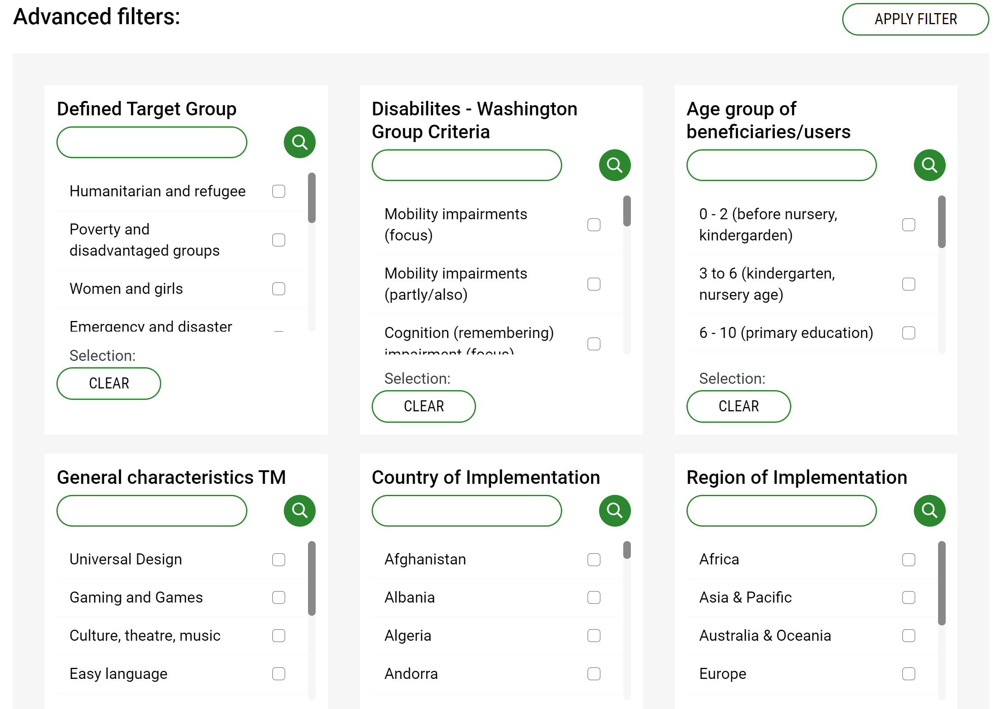 Advanced filters:
APPLY FILTER
Defined Target Group
Humanitarian and refugee
Poverty and
disadvantaged groups
Women and girls
Emergency and disaster
Selection:
CLEAR
Disabilites - Washington
Group Criteria
Mobility impairments
(focus)
Mobility impairments
(partly/also)
Cognition (remembering)
impairment (focus)
Selection:
CLEAR
Age group of
beneficiaries/users
0 - 2 (before nursery,
kindergarden)
3 to 6 (kindergarten,
nursery age)
6 - 10 (primary education)
Selection:
CLEAR
General characteristics TM
Universal Design
Gaming and Games
Culture, theatre, music
Easy language
Country of Implementation
Afghanistan
Albania
Algeria
Andorra
Region of Implementation
Africa
Asia & Pacific
Australia & Oceania
Europe